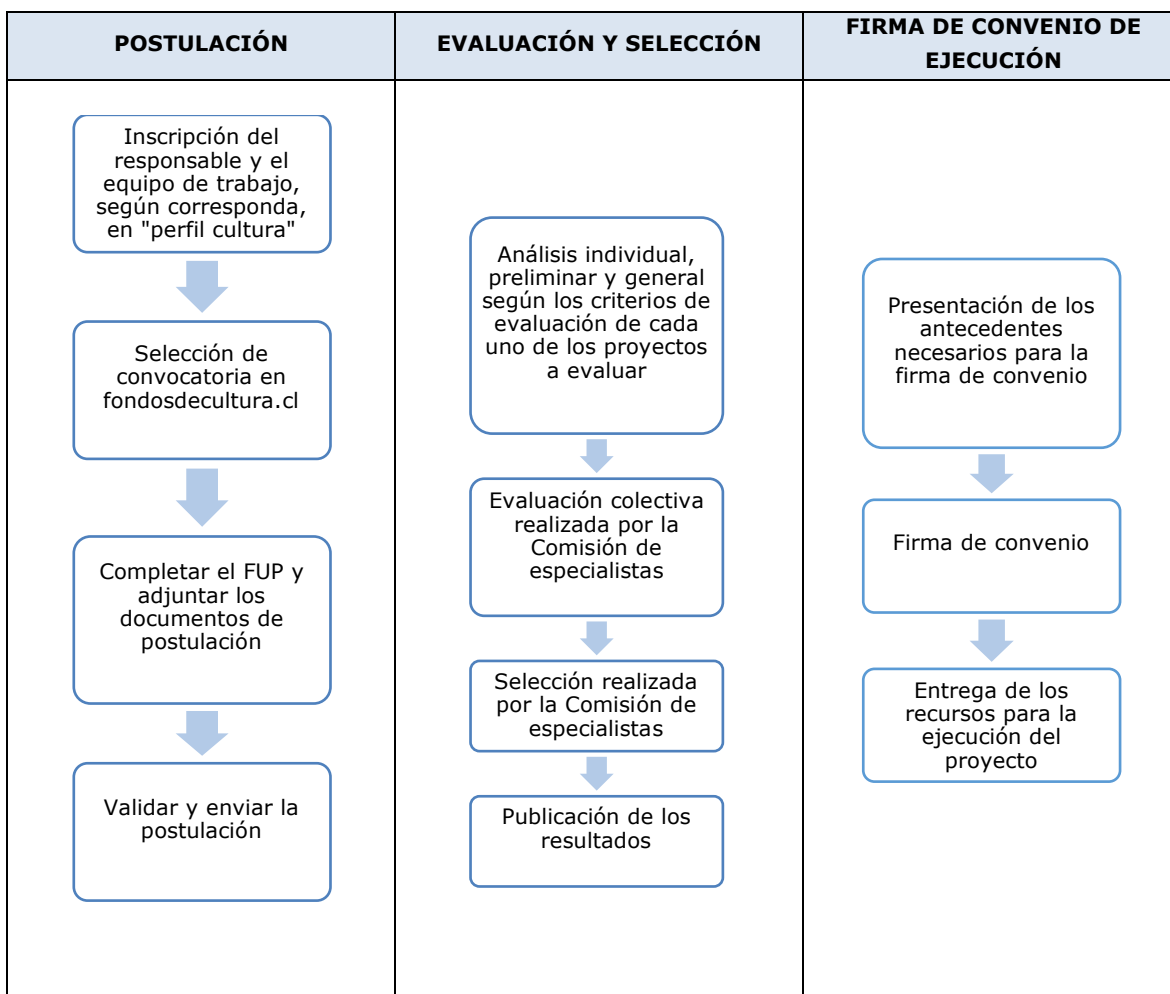 POSTULACIÓN
Inscripción del
responsable y el
equipo de trabajo,
según corresponda,
en "perfil cultura"
Selección de
convocatoria en
fondosdecultura.cl
Completar el FUP y
adjuntar los
documentos de
postulación
Validar y enviar la
postulación
EVALUACIÓN Y SELECCIÓN
Análisis individual,
preliminar y general
según los criterios de
evaluación de cada
uno de los proyectos
a evaluar
Evaluación colectiva
realizada por la
Comisión de
especialistas
Selección realizada
por la Comisión de
especialistas
Publicación de los
resultados
FIRMA DE CONVENIO DE
EJECUCIÓN
Presentación de los
antecedentes
necesarios para la
firma de convenio
Firma de convenio
Entrega de los
recursos para la
ejecución del
proyecto